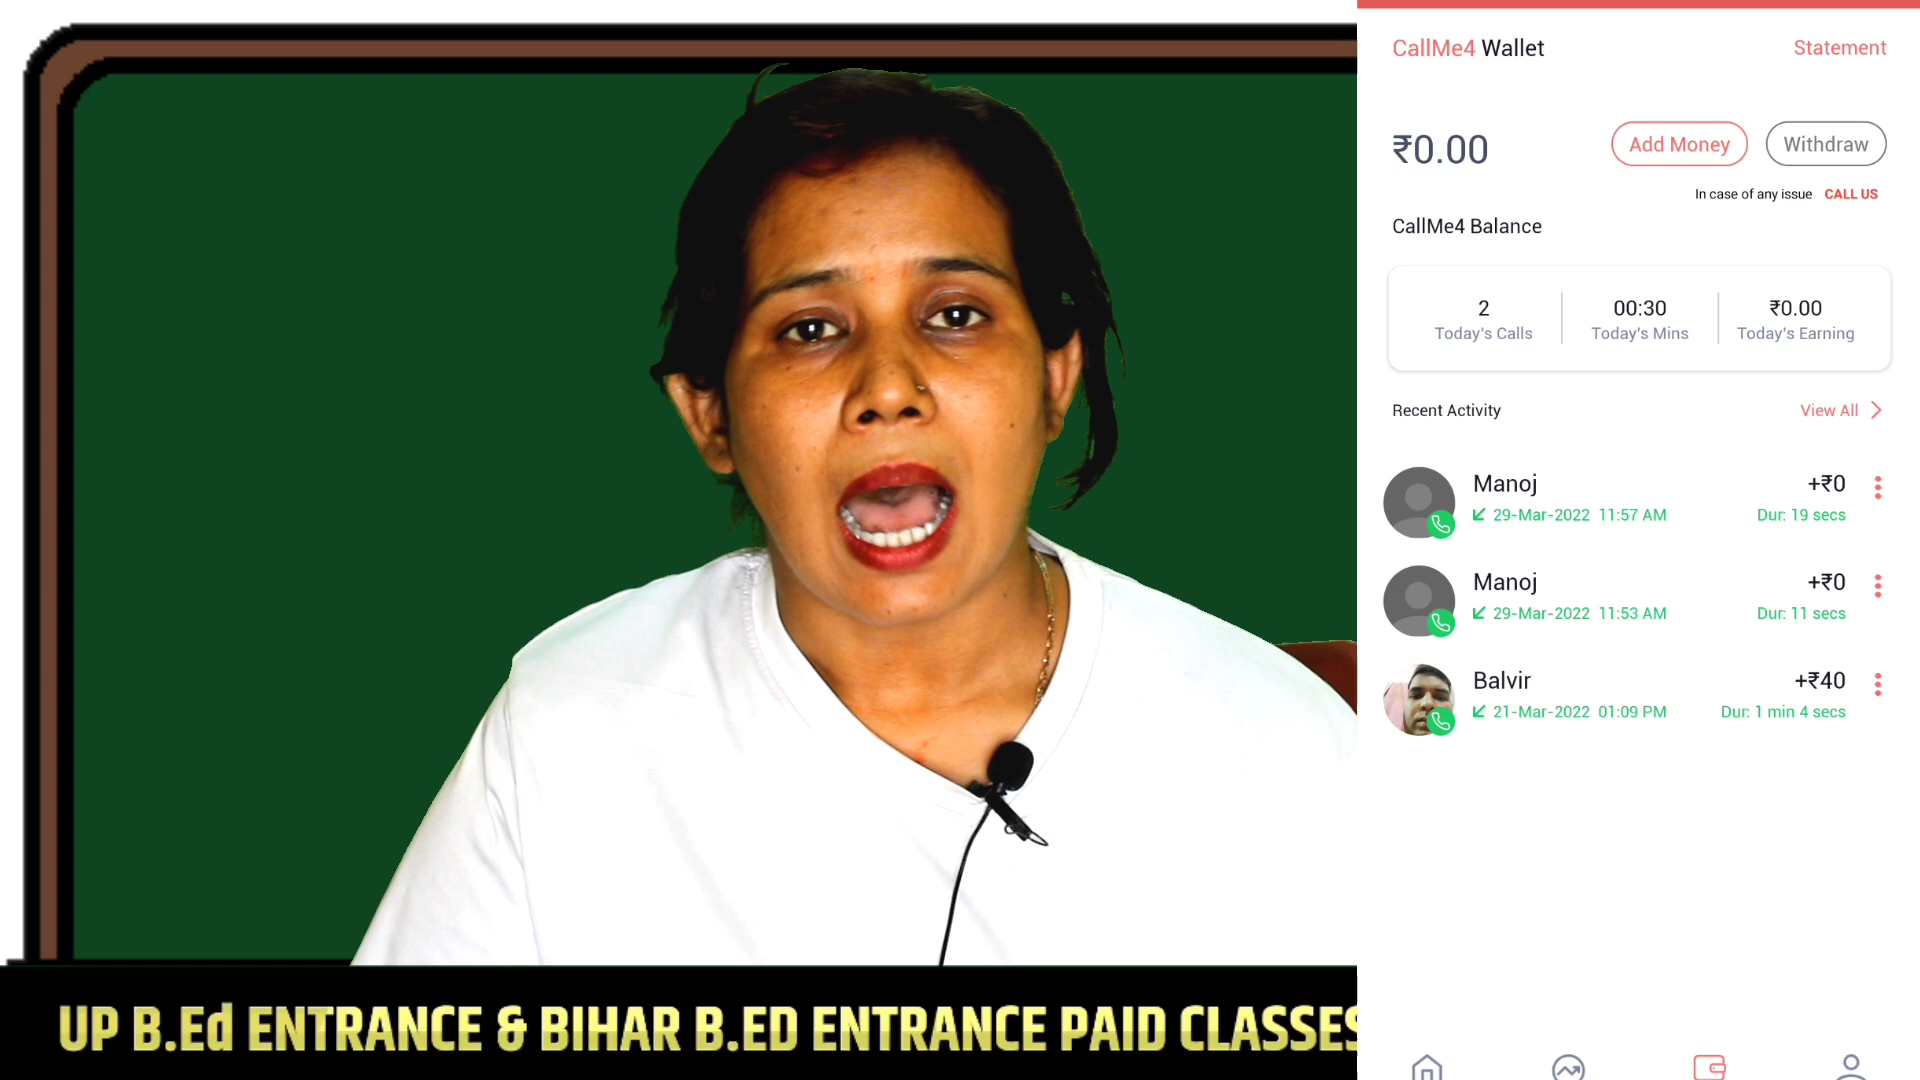 CallMe4 Wallet
Statement
₹0.00
Add Money
Withdraw
In case of any issue CALL US
CallMe4 Balance
2
Today's Calls
00:30
Today's Mins
₹0.00
Today's Earning
Recent Activity
View All
Manoj
+₹0
29-Mar-2022 11:57 AM
Dur: 19 secs
Manoj
+₹0
29-Mar-2022 11:53 AM
Dur: 11 secs
Balvir
+₹40
21-Mar-2022 01:09 PM
Dur: 1 min 4 secs
UP B.Ed ENTRANCE & BIHAR B.ED ENTRANCE PAID CLASSES